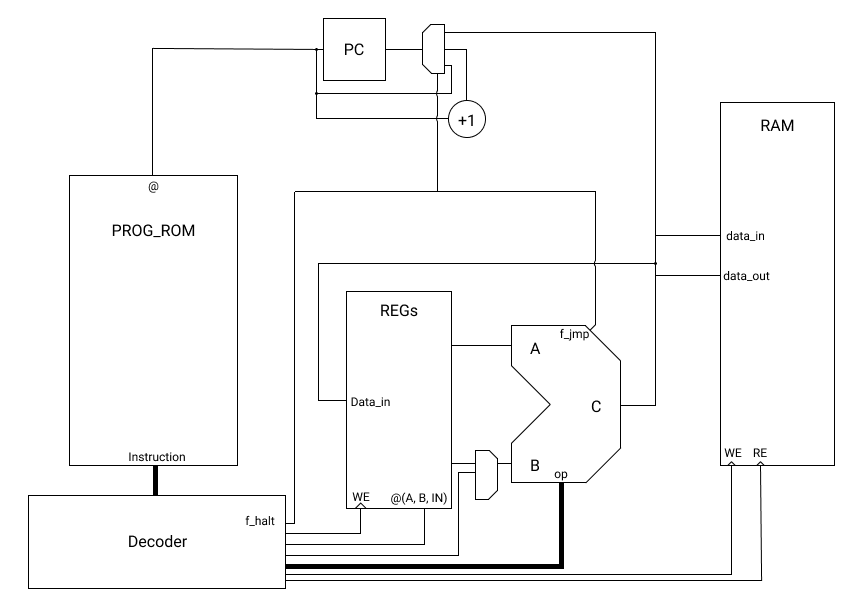 PC
+1
RAM
@
PROG_ROM
data_in
data_out
REGs
f_jmp
A
Data_in
C
B
op
Instruction
WE
RE
WE
@(A, B, IN)
f_halt
Decoder